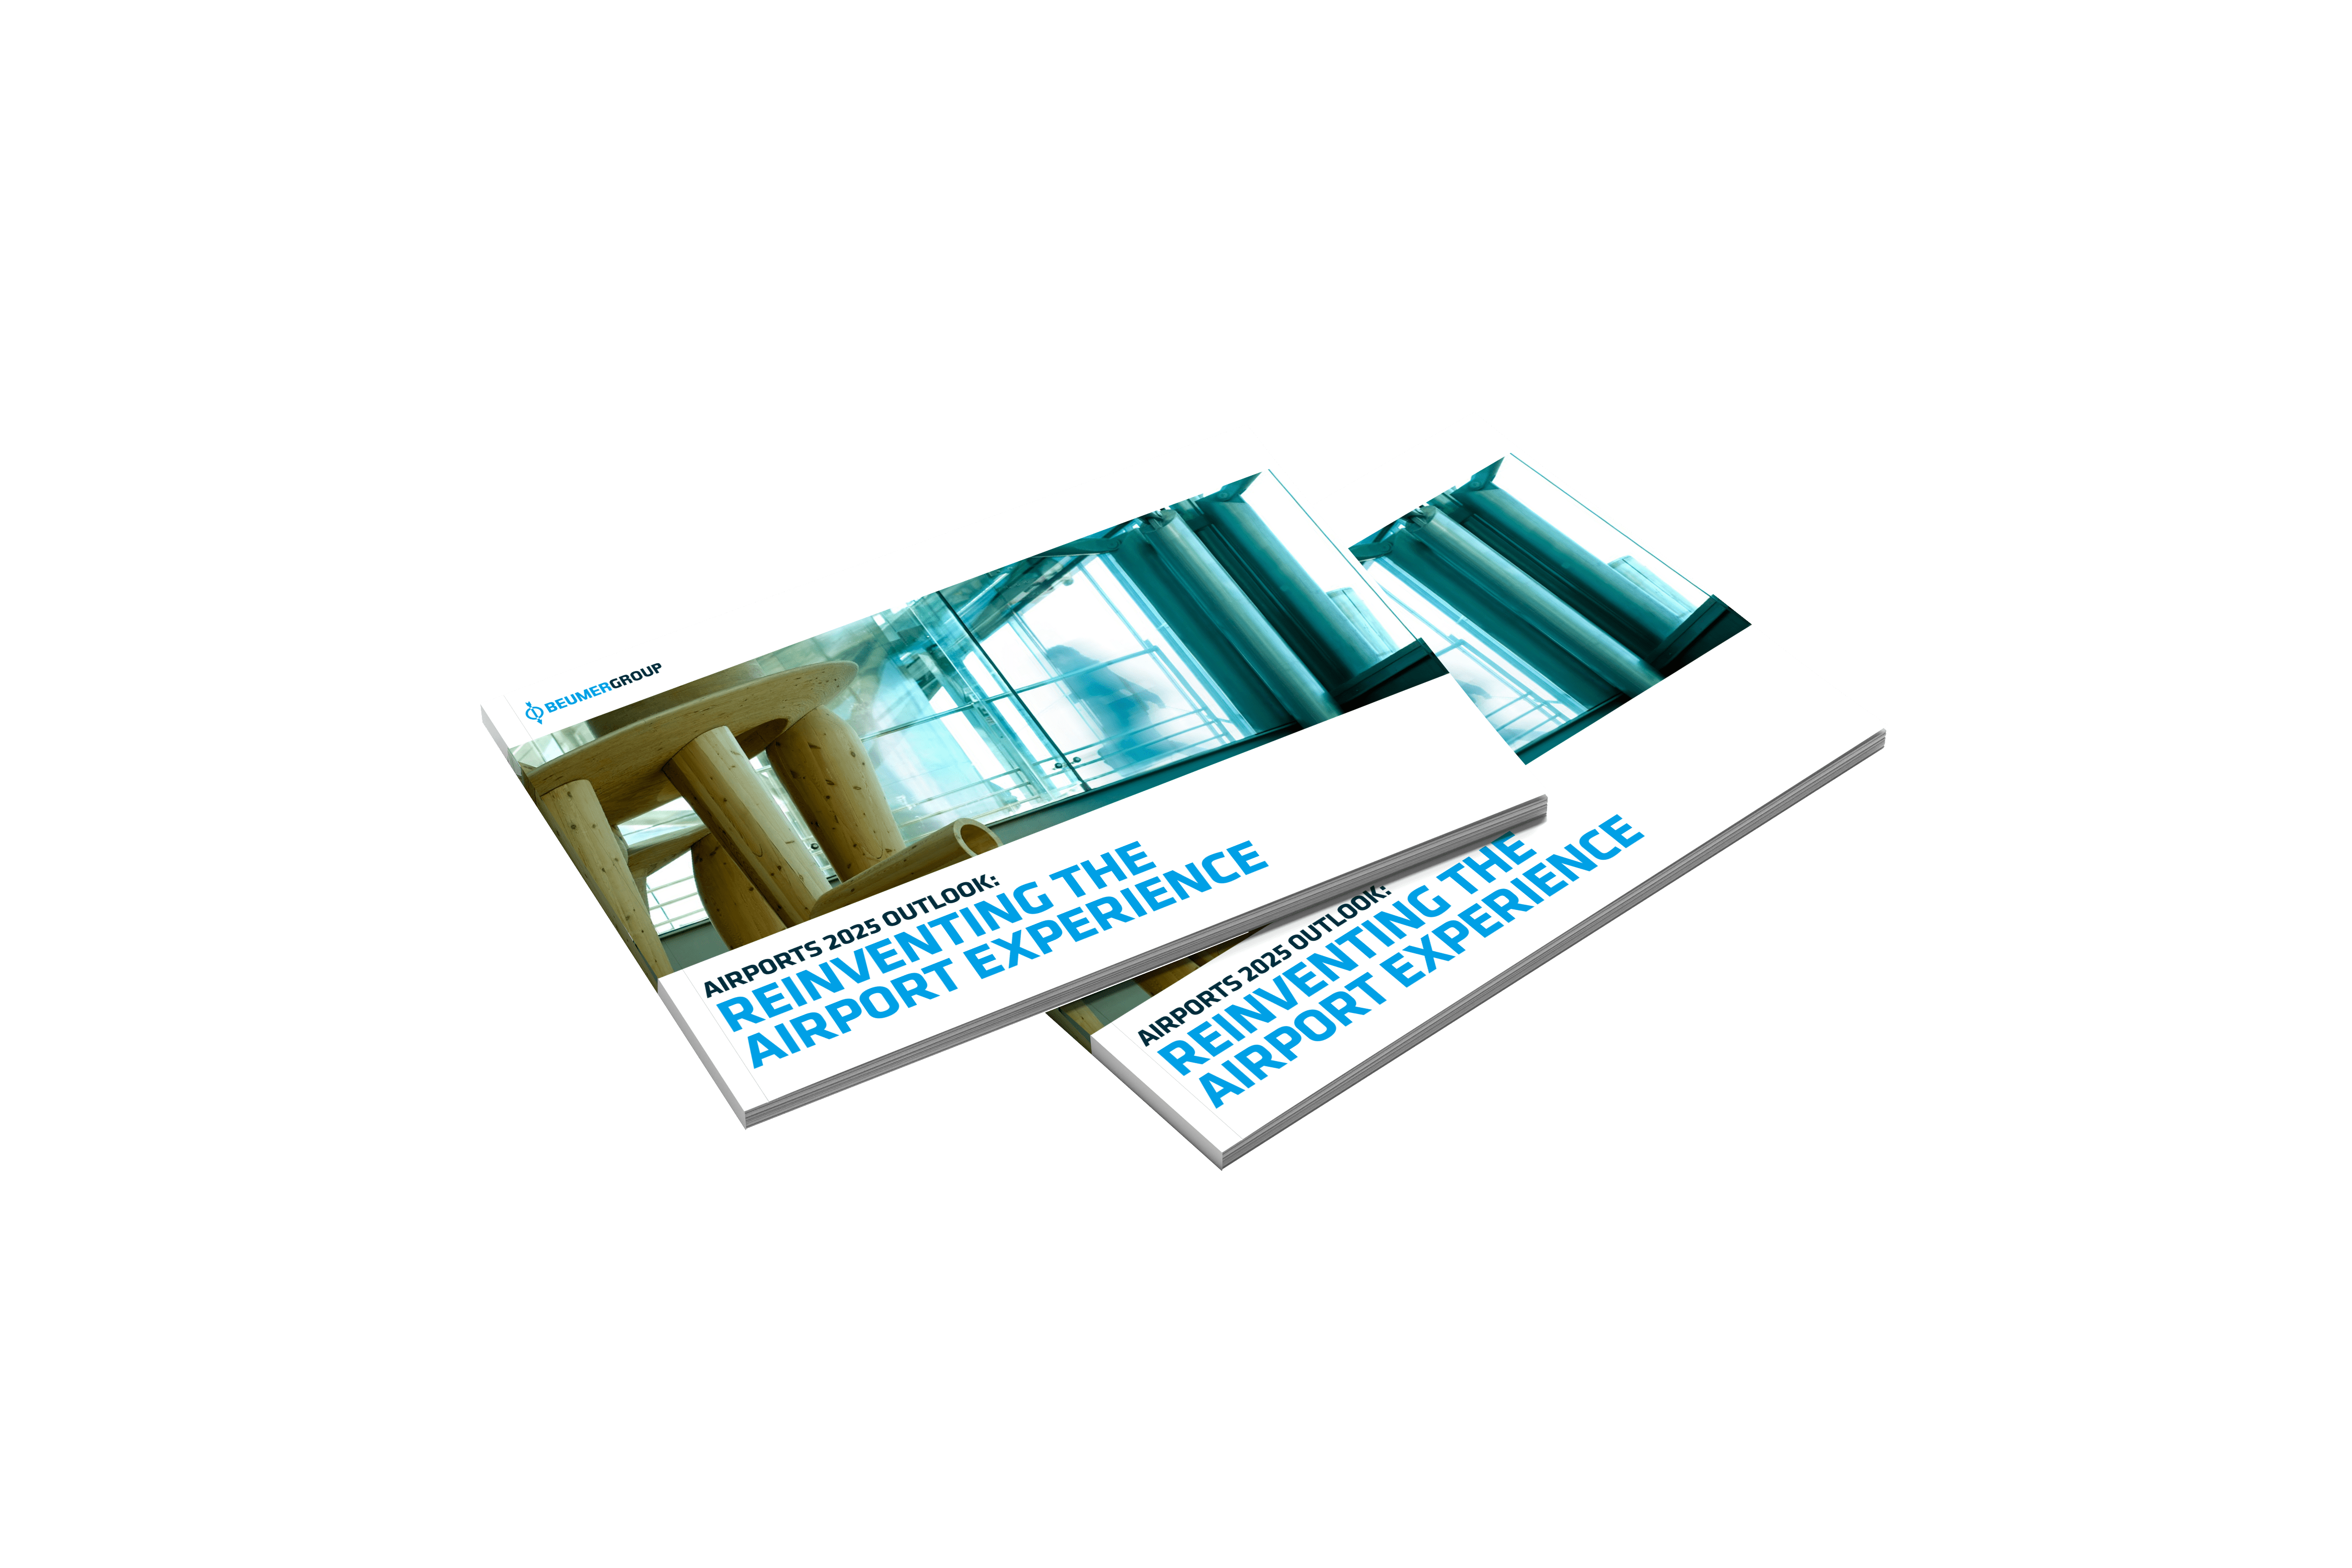 BEUMERGROUP
AIRPORTS 2025 OUTLOOK:
REINVENTING THE
AIRPORT EXPERIENCE
AIRPORTS 2025 OUTLOOK:
REINVENTING THE
AIRPORT EXPERIENCE